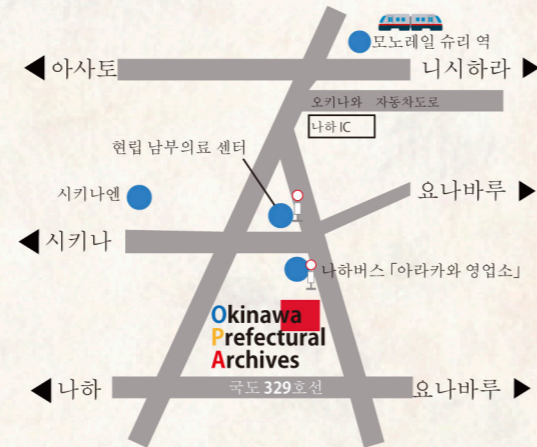 모노레일 슈리 역
아사토
니시하라
오키나와 자동차도로
나하 IC
현립 남부의료 센터
시키나엔
요나바루
시키나
나하버스 「아라카와 영업소」
Okinawa
Prefectural
Archives
나하
국도 329호선
요나바루